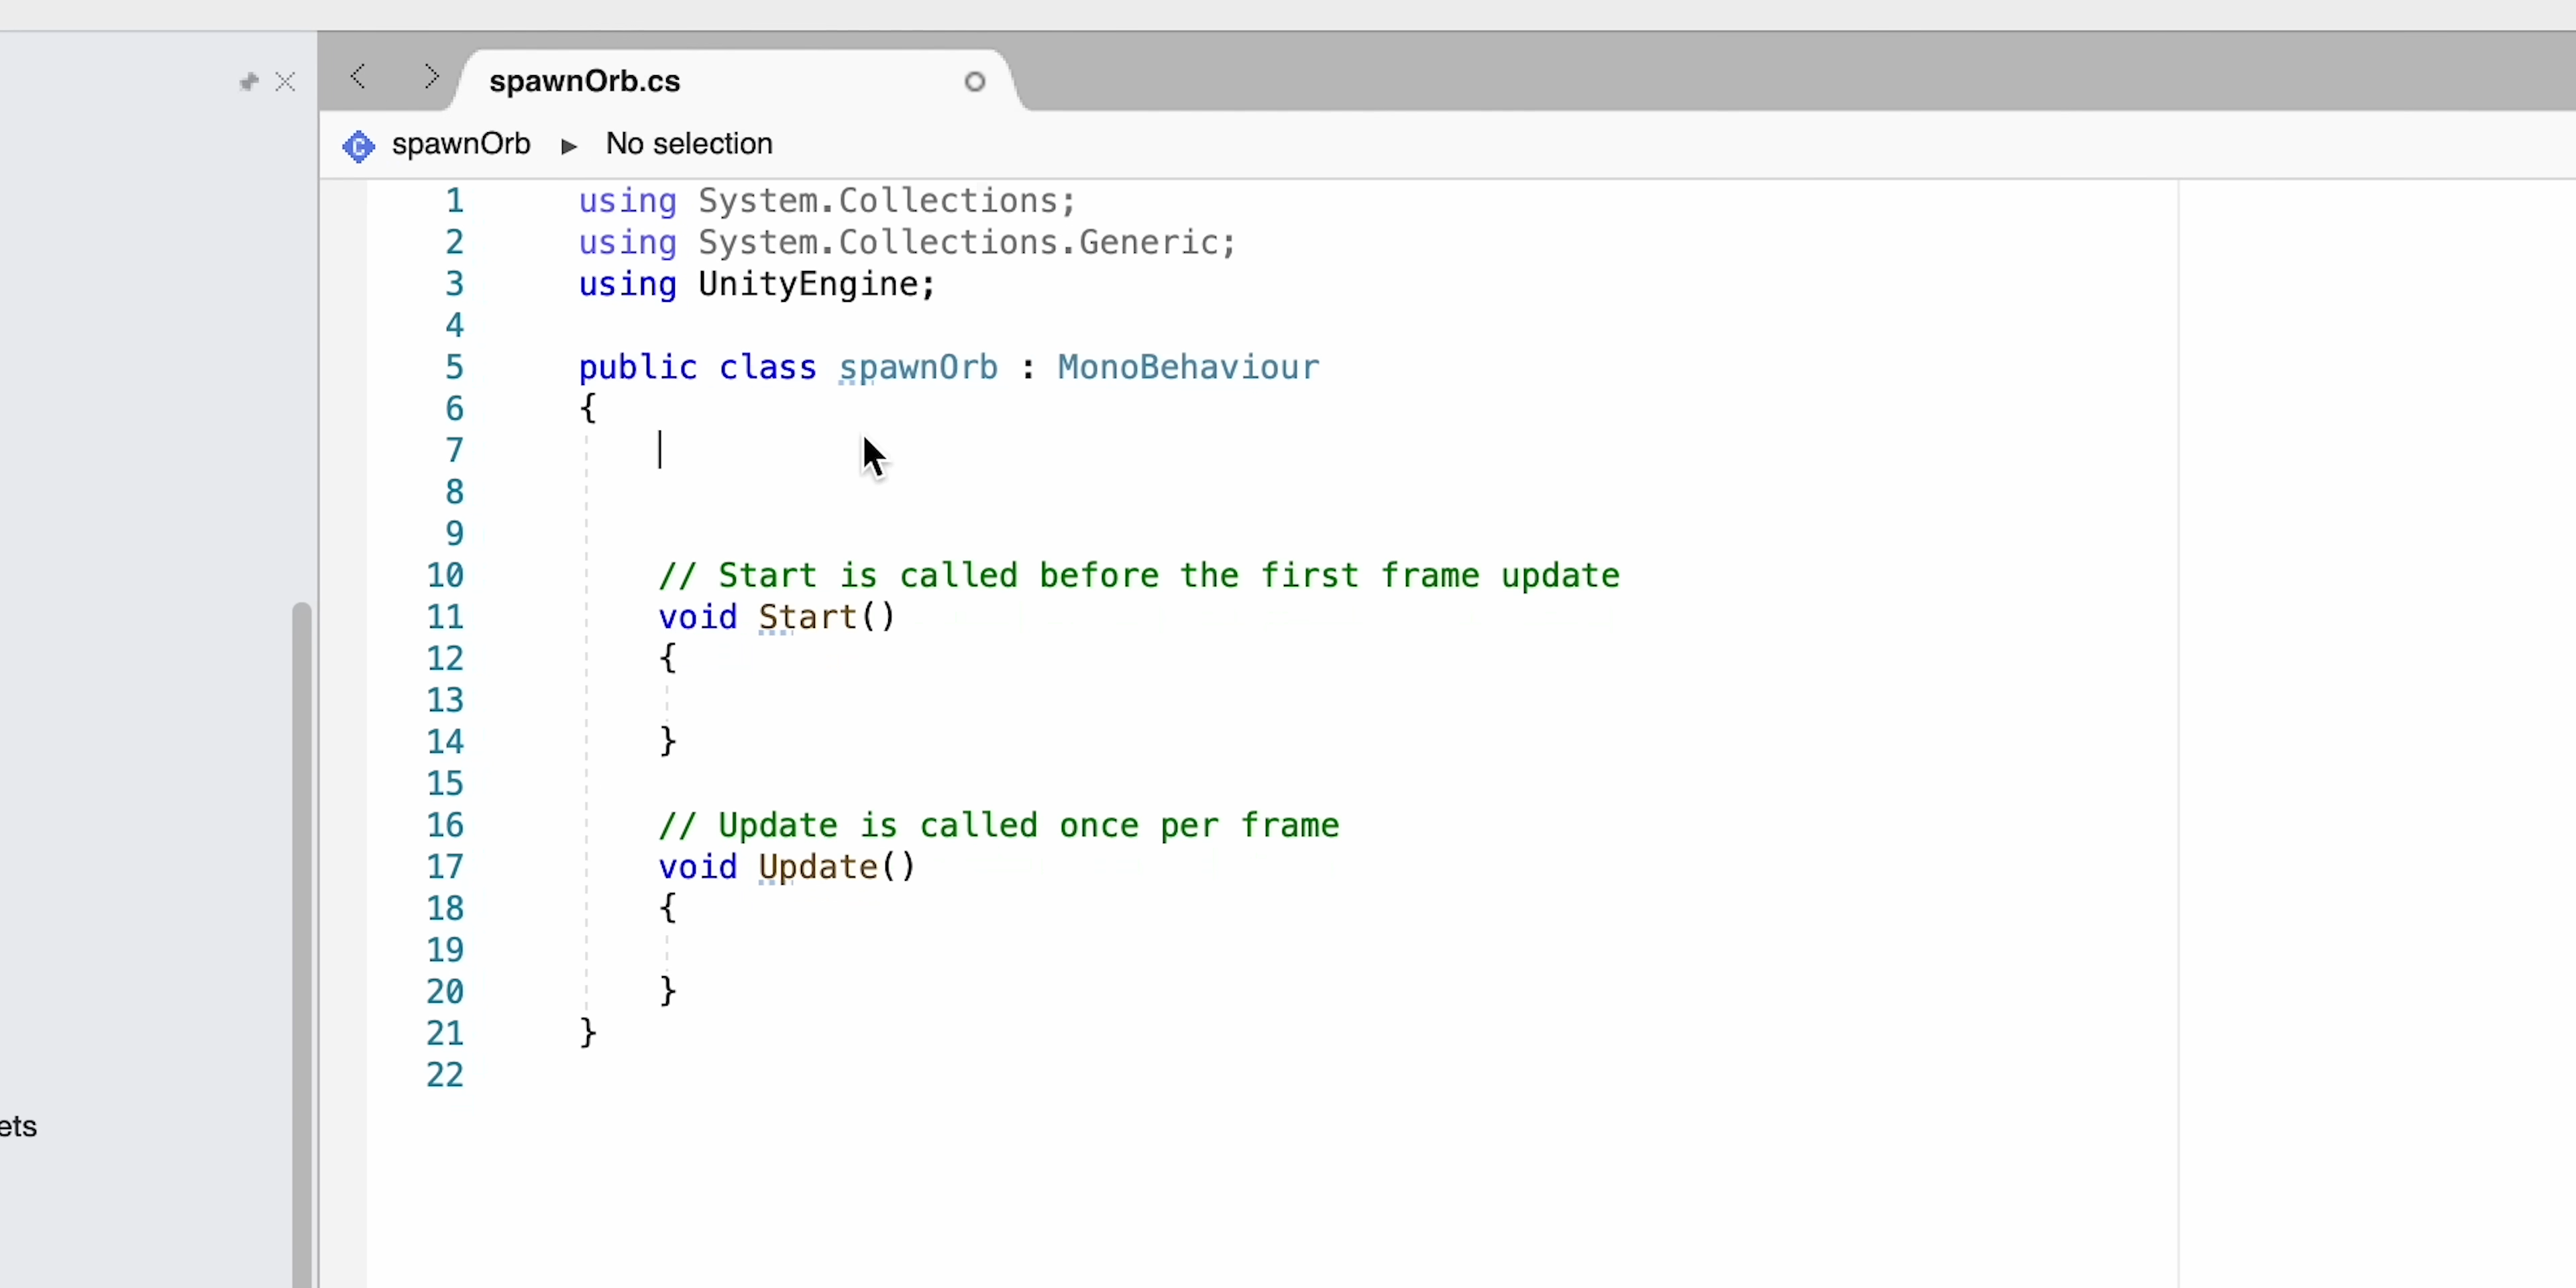 spawnOrb.cs
spawnOrb ▸ No selection
1 using System.Collections;
2 using System.Collections.Generic;
3 using UnityEngine;
4
5 public class spawnOrb : MonoBehaviour
6 {
7
8
9
10 // Start is called before the first frame update
11 void Start()
12 {
13
14 }
15
16 // Update is called once per frame
17 void Update()
18 {
19
20 }
21 }
22
ets